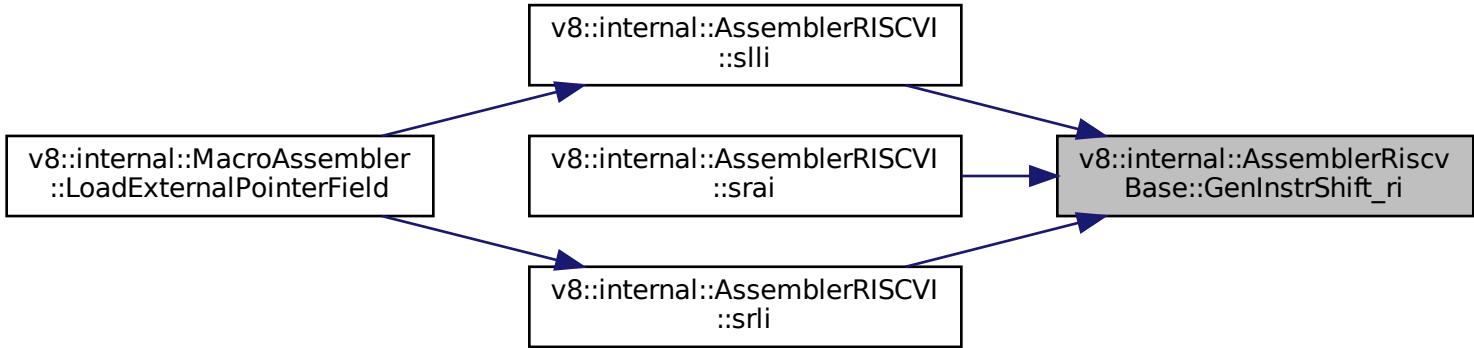 v8::internal::AssemblerRISCVI
::slli
v8::internal::MacroAssembler
::LoadExternalPointerField
v8::internal::AssemblerRISCVI
::srai
v8::internal::AssemblerRiscv
Base::GenInstrShift_ri
v8::internal::AssemblerRISCVI
::srli